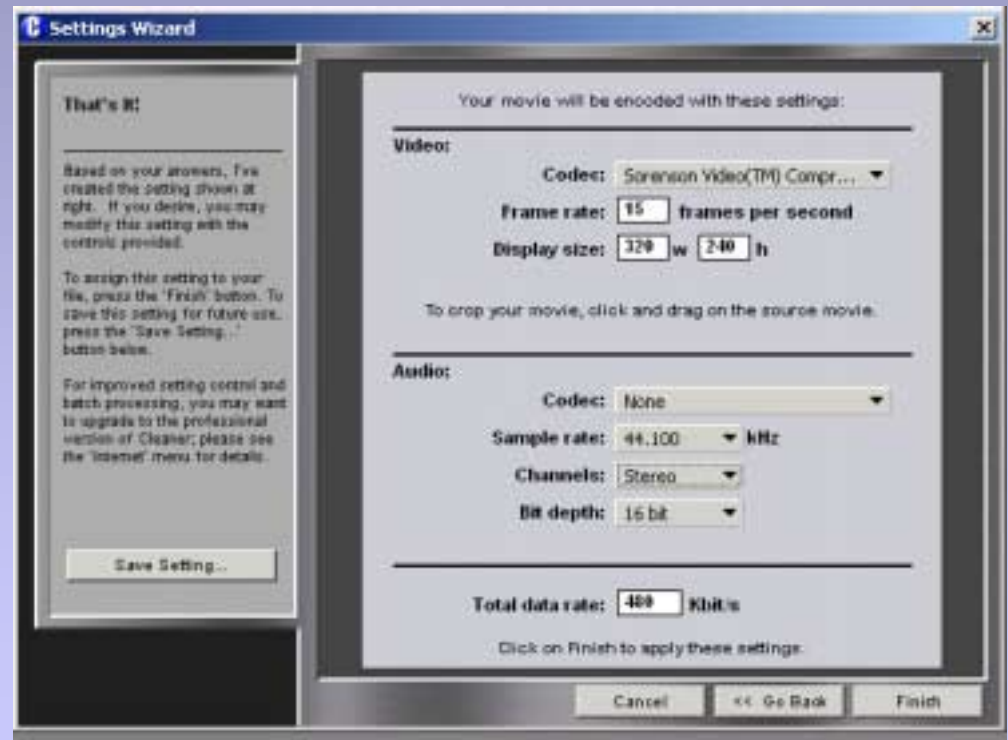 Settings Wizard
That's It!
Based on your answers, I've
created the setting shown at
right. If you desire, you may
modify this setting with the
controls provided.
To assign this setting to your
file, press the 'Finish' button. To
save this setting for future use,
press the 'Save Setting...'
button below.
For improved setting control and
batch processing, you may want
to upgrade to the professional
version of Cleaner; please see
the 'Internet' menu for details.
Save Setting...
Your movie will be encoded with these settings:
Video:
Codec: Sorenson Video(TM) Compr...
Frame rate: 15 frames per second
Display size: 320 w 240 h
To crop your movie, click and drag on the source movie.
Audio:
Codec: None
Sample rate: 44.100 kHz
Channels: Stereo
Bit depth: 16 bit
Total data rate: 480 Kbit/s
Click on Finish to apply these settings.
Cancel
<< Go Back
Finish